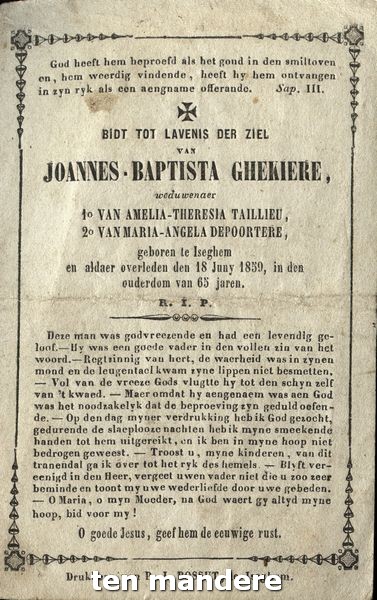 God heeft hem beproefd als het goud in den smiltoven
en, hem weerdig vindende, heeft hy hem ontvangen
in zyn ryk als een aengname offerande. Sap. III.
BIDT TOT LAVENIS DER ZIEL
VAN
JOANNES-BAPTISTA GHEKIERE,
weduwenaer
1o VAN AMELIA-THERESIA TAILLIEU,
2o VAN MARIA-ANGELA DEPOORTERE,
geboren te Iseghem
en aldaer overleden den 18 Juny 1859, in den
ouderdom van 65 jaren.
R. I. P.
Deze man was godvreezende en had een levendig ge-
loof.—Hy was een goede vader in den vollen zin van het
woord.—Regtzinnig van hert, de waerheid was in zynen
mond en de leugentael kwam zyne lippen niet besmetten.
— Vol van de vreeze Gods vlugtte hy tot den schyn zelf
van 't kwaed. — Maer omdat hy aengenaem was aen God
was het noodzakelyk dat de beproeving zyn geduld oefen-
de. — Op den dag myner verdrukking heb ik God gezocht,
gedurende de slaeplooze nachten heb ik myne smeekende
handen tot hem uitgereikt, en ik ben in myne hoop niet
bedrogen geweest. — Troost u, myne kinderen, van dit
tranendal ga ik over tot het ryk des hemels. — Blyft ver-
eenigd in den Heer, vergeet uwen vader niet die u zoo zeer
beminde en toont my uwe wederliefde door uwe gebeden.
— O Maria, o myn Moeder, na God waert gy altyd myne
hoop, bid voor my!
O goede Jesus, geef hem de eeuwige rust.
ten mandere